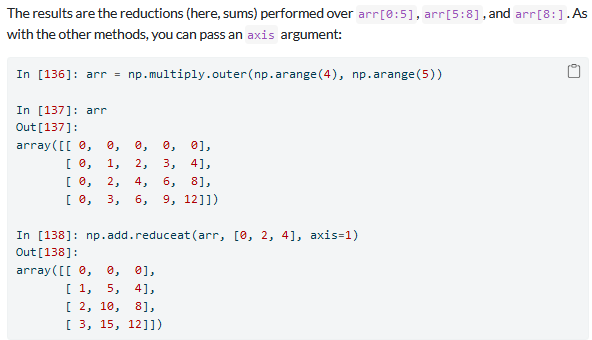 The results are the reductions (here, sums) performed over arr[0:5], arr[5:8], and arr[8:]. As
with the other methods, you can pass an axis argument:
In [136]: arr = np.multiply.outer(np.arange(4), np.arange(5))
In [137]: arr
Out[137]:
array([[ 0,  0,  0,  0,  0],
       [ 0,  1,  2,  3,  4],
       [ 0,  2,  4,  6,  8],
       [ 0,  3,  6,  9, 12]])
In [138]: np.add.reduceat(arr, [0, 2, 4], axis=1)
Out[138]:
array([[ 0,  0,  0],
       [ 1,  5,  4],
       [ 2, 10,  8],
       [ 3, 15, 12]])